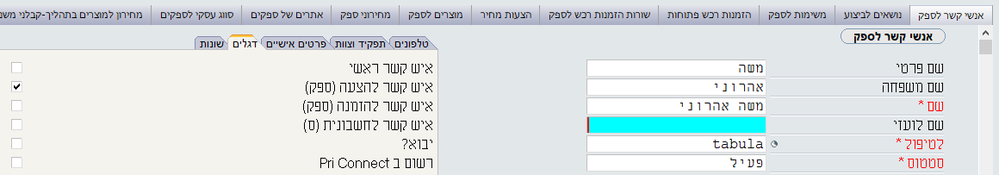 אנשי קשר לספק נושאים לביצוע משימות לספק הזמנות רכש פתוחות שורות הזמנות רכש לספק הצעות מחיר מוצרים לספק מחירוני ספק אתרים של ספקים סווג עסקי לספקים מחירון למוצרים בתהליך-קבלני משנ
אנשי קשר לספק
טלפונים תפקיד וצוות פרטים אישיים דגלים שונות
שם פרטי משה
שם משפחה אהרוני
שם * משה אהרוני
שם לועזי
לטיפול * tabula
סטטוס * פעיל
איש קשר ראשי
איש קשר להצעה (ספק)
איש קשר להזמנה (ספק)
איש קשר לחשבונית (ס)
יבוא?
רשום ב Pri Connect